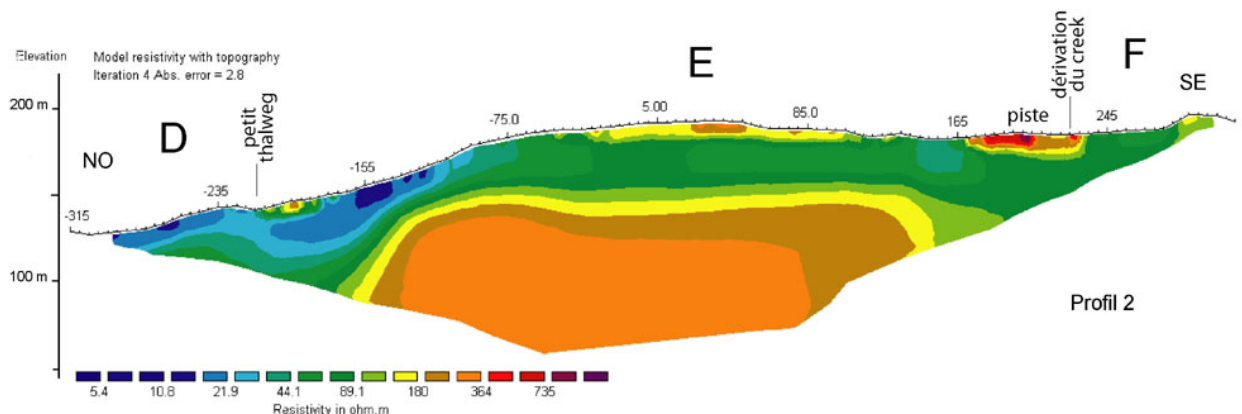 Elevation
Model resistivity with topography
Iteration 4 Abs. error = 2.8
E
F
dérivation
du creek
SE
200 m
D
petit
thalweg
-75.0
5.00
85.0
165
piste
245
NO
-155
-235
-315
100 m
Profil 2
5.4 10.8 21.9 44.1 89.1 180 364 735
Resistivity in ohm.m